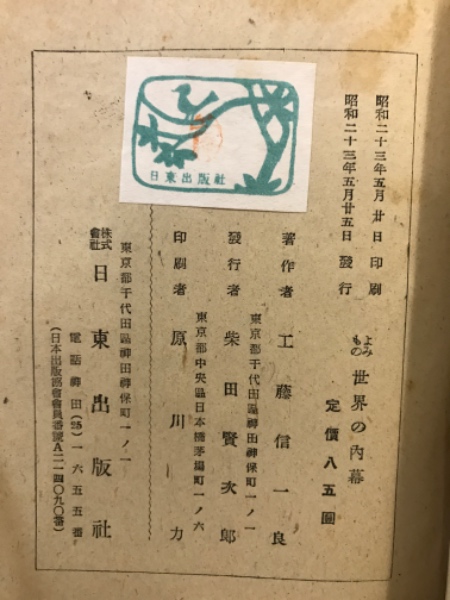 昭和二十三年五月廿日 印刷
昭和二十三年五月廿五日 發行
よみもの 世界の內幕
定價八五圓
著作者 工藤信一良
東京都千代田區神田神保町一ノ一
發行者 柴田賢次郞
東京都中央區日本橋茅場町一ノ六
印刷者 原川力
東京都千代田區神田神保町一ノ一
株式會社 日東出版社
電話神田(25)一六五五番
(日本出版協會會員番號A二一四〇九〇番)
日東出版社